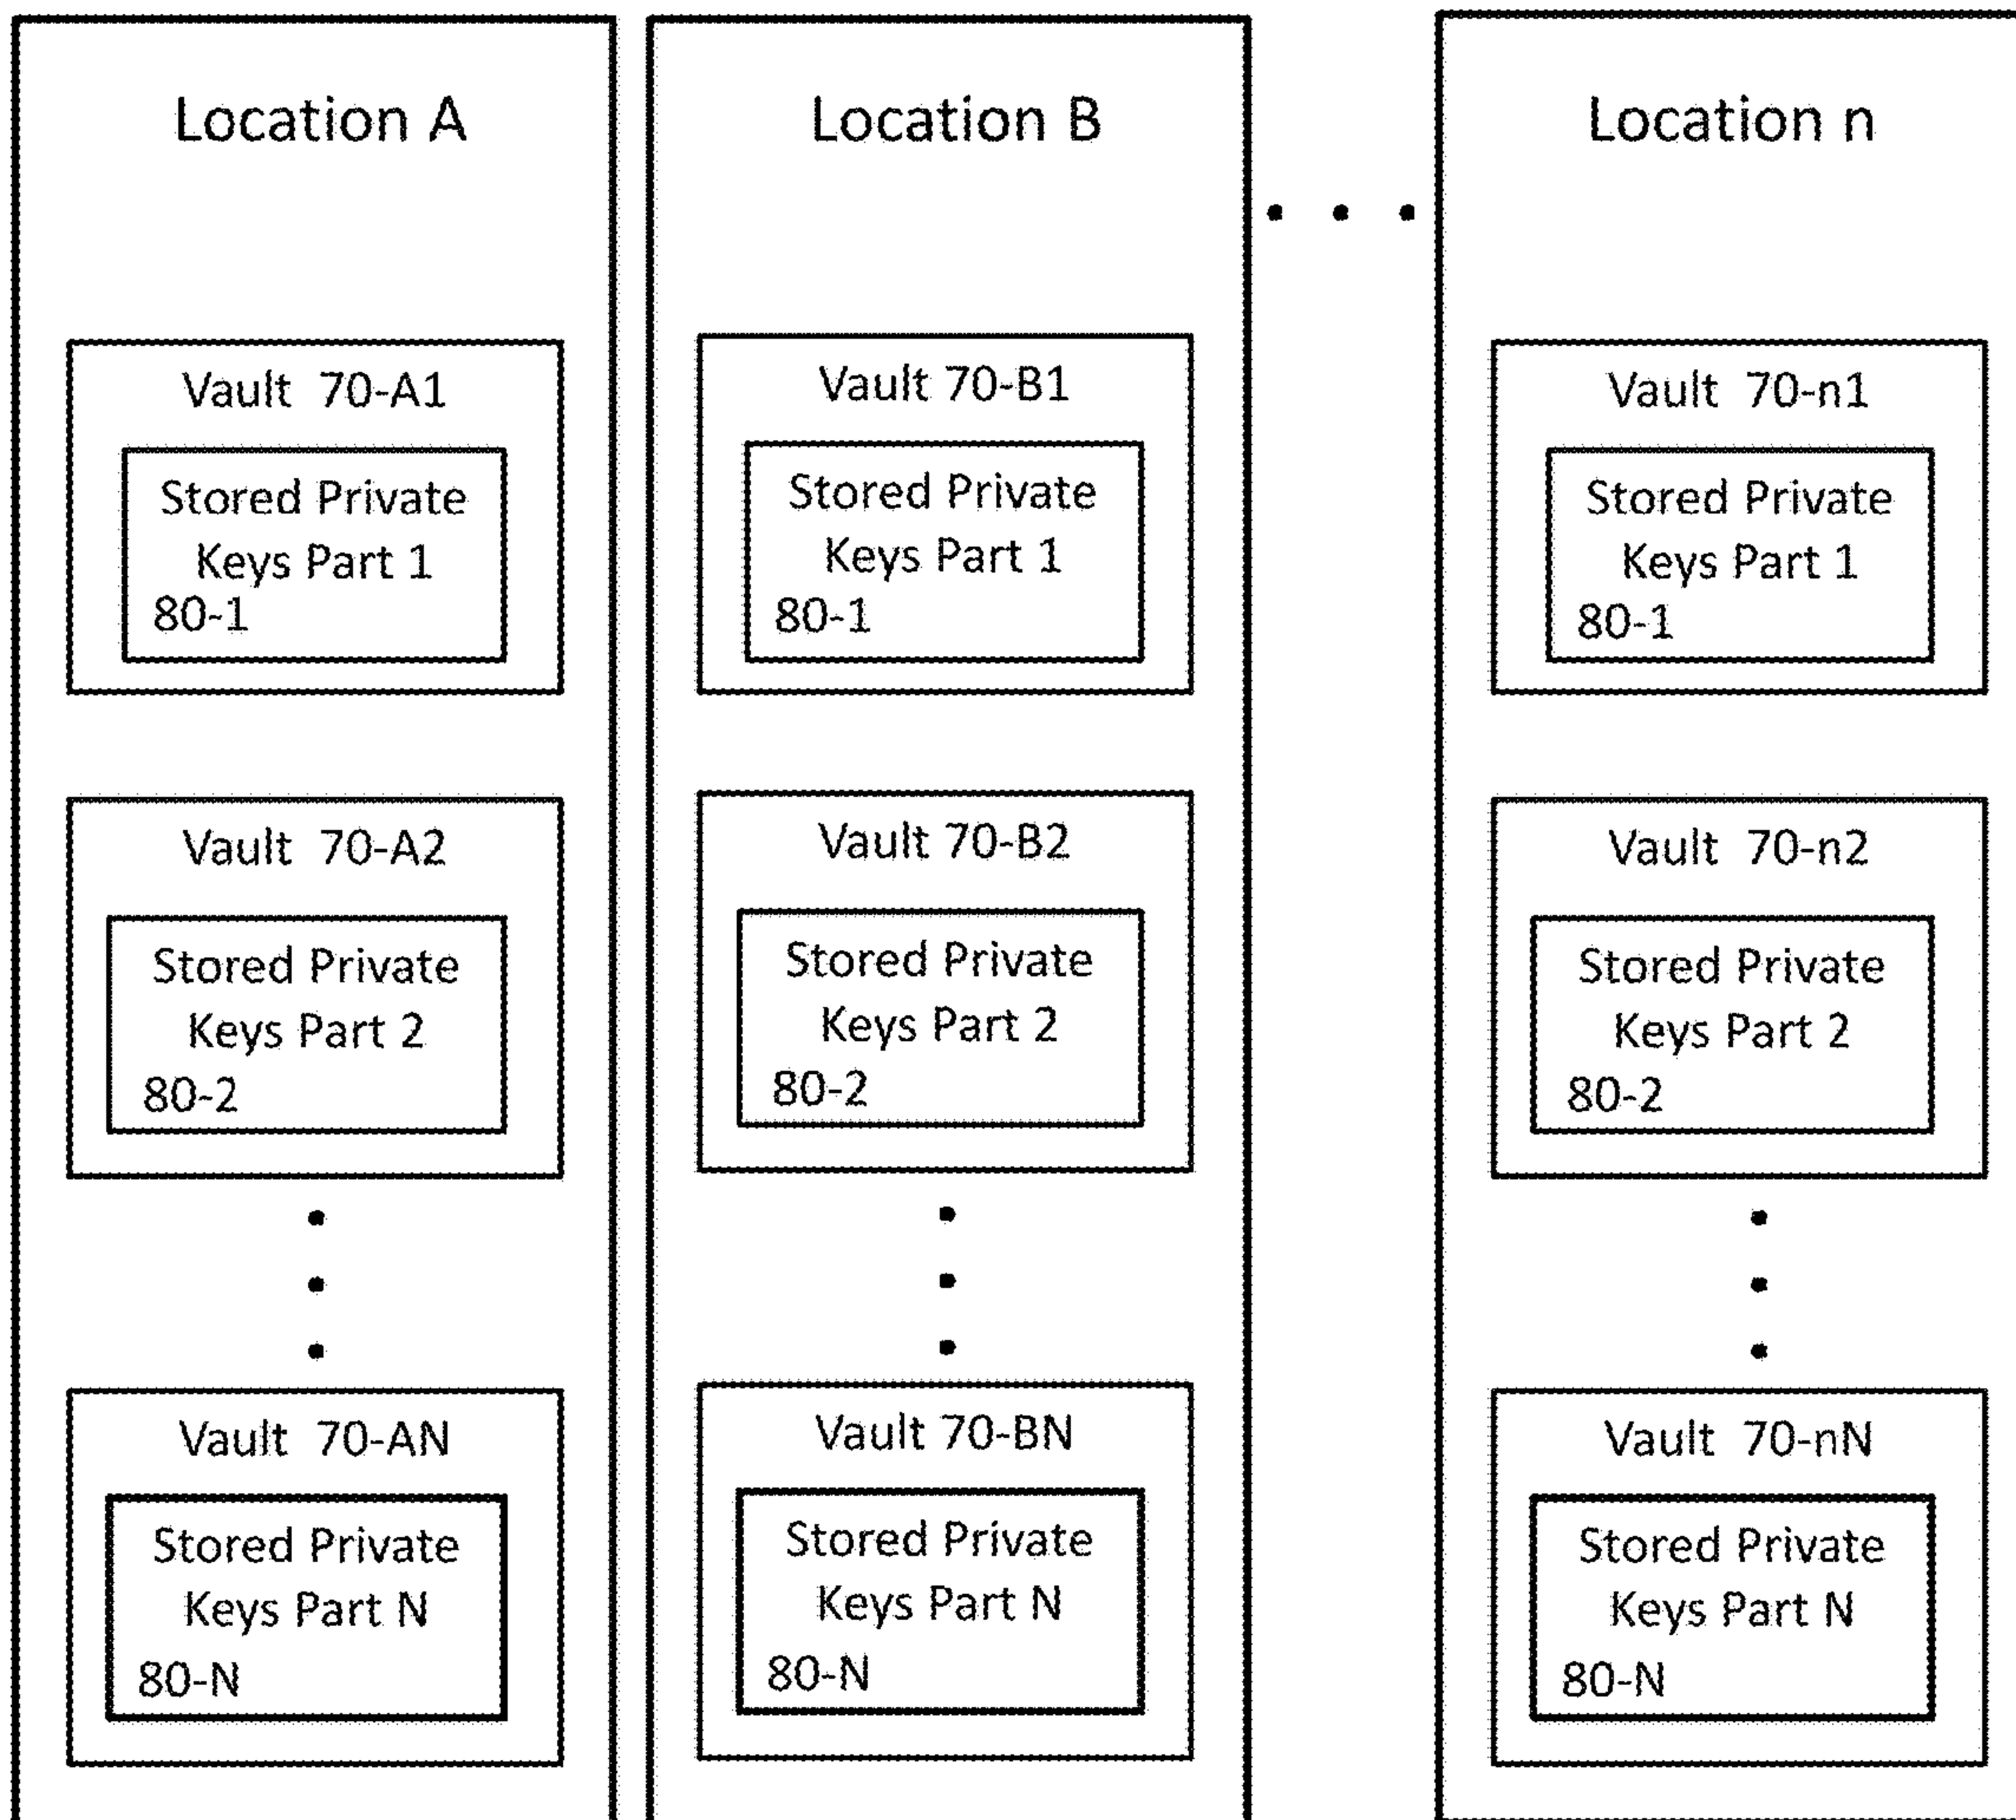 Location A
Vault 70-A1
Stored Private
Keys Part 1
80-1
Vault 70-A2
Stored Private
Keys Part 2
80-2
Vault 70-AN
Stored Private
Keys Part N
80-N
Location B
Vault 70-B1
Stored Private
Keys Part 1
80-1
Vault 70-B2
Stored Private
Keys Part 2
80-2
Vault 70-BN
Stored Private
Keys Part N
80-N
Location n
Vault 70-n1
Stored Private
Keys Part 1
80-1
Vault 70-n2
Stored Private
Keys Part 2
80-2
Vault 70-nN
Stored Private
Keys Part N
80-N